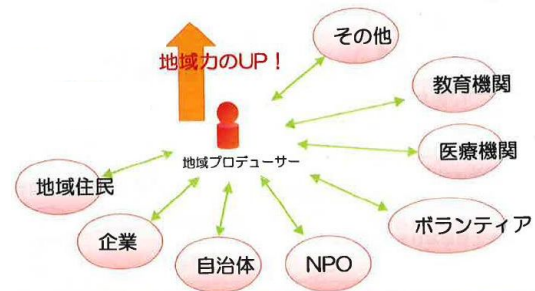 その他
地域力のUP!
教育機関
医療機関
地域プロデューサー
地域住民
ボランティア
企業
自治体
NPO